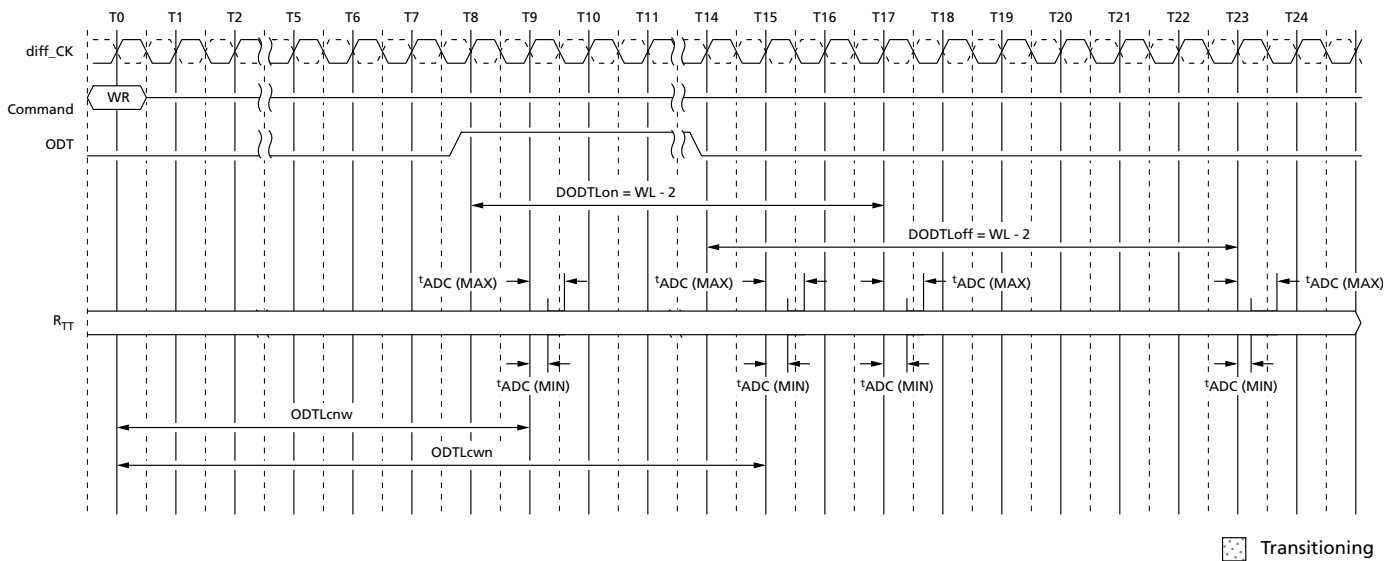 T0 T1 T2 T5 T6 T7 T8 T9 T10 T11 T14 T15 T16 T17 T18 T19 T20 T21 T22 T23 T24
diff_CK
Command WR
ODT
DODTLon = WL - 2
DODTLoff = WL - 2
tADC (MAX) tADC (MAX) tADC (MAX) tADC (MAX)
RTT
tADC (MIN) tADC (MIN) tADC (MIN) tADC (MIN)
ODTLcnw
ODTLcwn
Transitioning